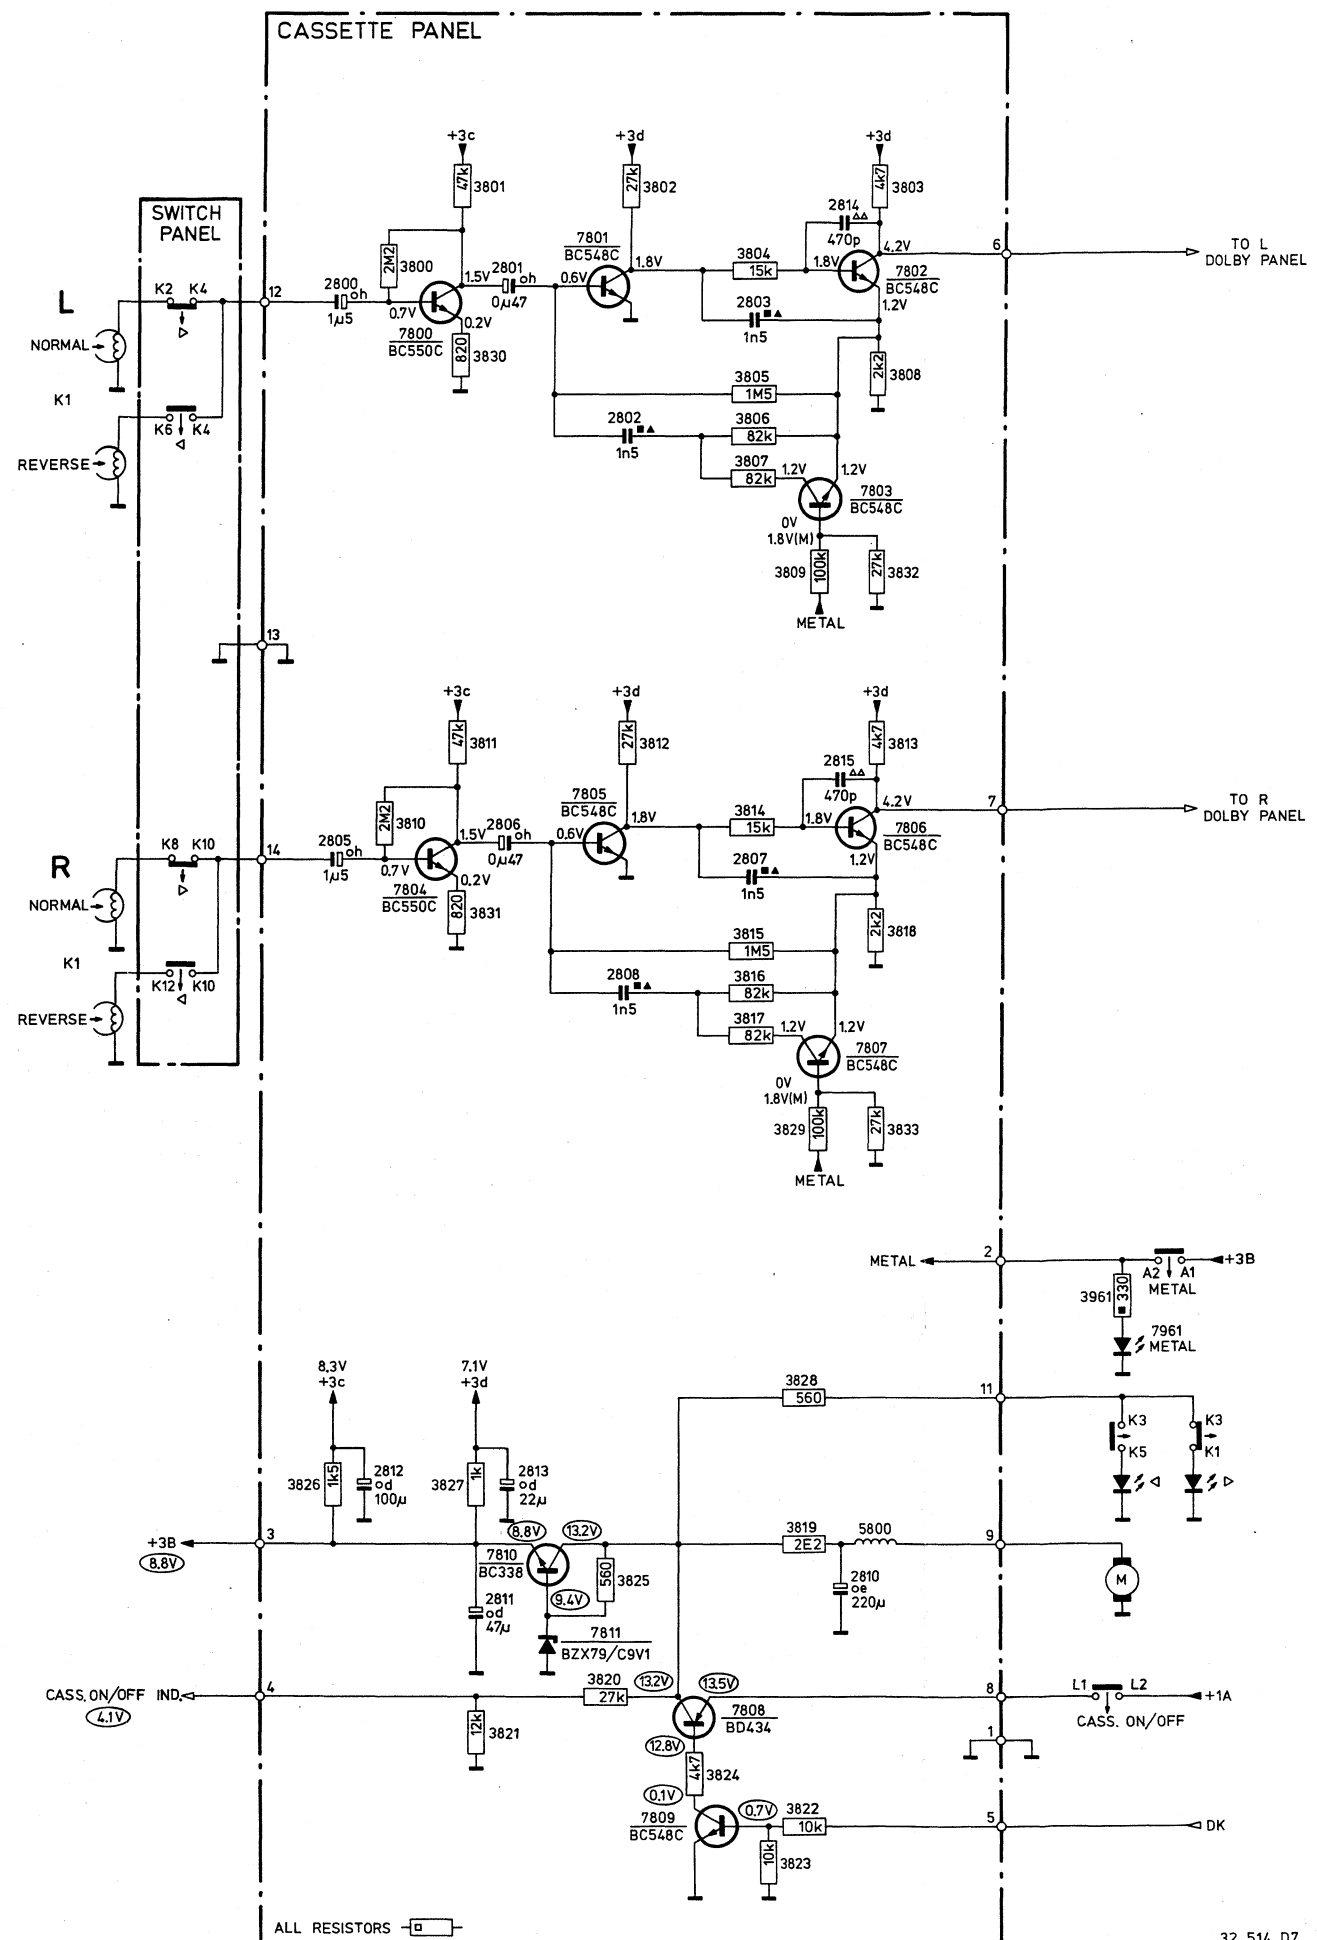 CASSETTE PANEL
+3c
+3d
+3d
47k
3801
27k
3802
4k7
3803
SWITCH
PANEL
2814
470p
7801
BC548C
2M2
3800
1.5V
2801
h
0µ47
0.6V
1.8V
3804
15k
1.8V
4.2V
7802
BC548C
1.2V
6
TO L
DOLBY PANEL
L
K2 K4
12
2800
h
1µ5
0.7V
0.2V
7800
BC550C
820
3830
2803
1n5
NORMAL
K1
K6 K4
REVERSE
2k2
3808
3805
1M5
2802
1n5
3806
82k
3807
82k
1.2V
1.2V
7803
BC548C
0V
1.8V(M)
3809
100k
27k
3832
METAL
13
+3c
+3d
+3d
47k
3811
27k
3812
4k7
3813
2815
470p
7805
BC548C
2M2
3810
1.5V
2806
h
0µ47
0.6V
1.8V
3814
15k
1.8V
4.2V
7806
BC548C
1.2V
7
TO R
DOLBY PANEL
R
K8 K10
14
2805
h
1µ5
0.7V
0.2V
7804
BC550C
820
3831
2807
1n5
NORMAL
K1
K12 K10
REVERSE
2k2
3818
3815
1M5
2808
1n5
3816
82k
3817
82k
1.2V
1.2V
7807
BC548C
0V
1.8V(M)
3829
100k
27k
3833
METAL
METAL
2
A2 A1
METAL
+3B
3961
330
7961
METAL
8.3V
+3c
7.1V
+3d
3828
560
11
K3
K5
K3
K1
3826
1k5
2812
d
100µ
3827
1k
2813
d
22µ
+3B
8.8V
3
8.8V
13.2V
7810
BC338
9.4V
560
3825
3819
2E2
5800
9
2810
e
220µ
M
2811
d
47µ
7811
BZX79/C9V1
CASS. ON/OFF IND.
4.1V
4
3820
27k
13.2V
13.5V
8
L1 L2
+1A
CASS. ON/OFF
12k
3821
7808
BD434
12.8V
4k7
3824
1
0.1V
7809
BC548C
0.7V
3822
10k
5
DK
10k
3823
ALL RESISTORS
32 514 D7